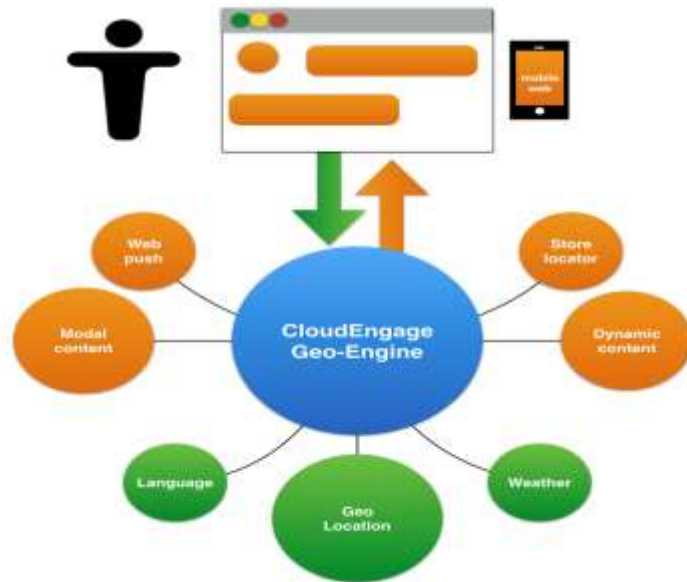 mobile
web
Web
push
Store
locator
CloudEngage
Geo-Engine
Modal
content
Dynamic
content
Language
Geo
Location
Weather